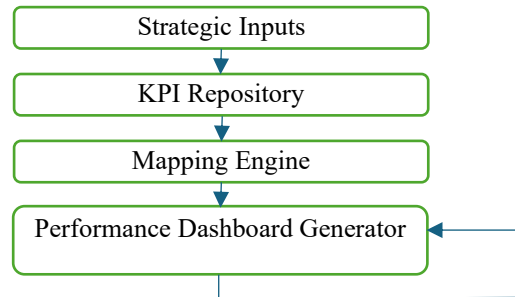 Strategic Inputs
KPI Repository
Mapping Engine
Performance Dashboard Generator